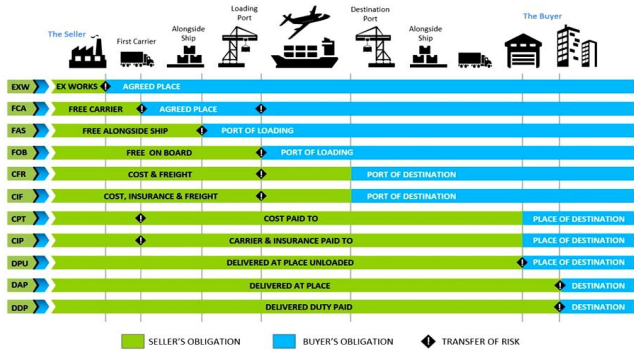 The Seller
First Carrier
Alongside
Ship
Loading
Port
Destination
Port
Alongside
Ship
The Buyer
EXW EX WORKS AGREED PLACE
FCA FREE CARRIER AGREED PLACE
FAS FREE ALONGSIDE SHIP PORT OF LOADING
FOB FREE ON BOARD PORT OF LOADING
CFR COST & FREIGHT PORT OF DESTINATION
CIF COST, INSURANCE & FREIGHT PORT OF DESTINATION
CPT COST PAID TO PLACE OF DESTINATION
CIP CARRIER & INSURANCE PAID TO PLACE OF DESTINATION
DPU DELIVERED AT PLACE UNLOADED PLACE OF DESTINATION
DAP DELIVERED AT PLACE DESTINATION
DDP DELIVERED DUTY PAID DESTINATION
SELLER'S OBLIGATION BUYER'S OBLIGATION TRANSFER OF RISK